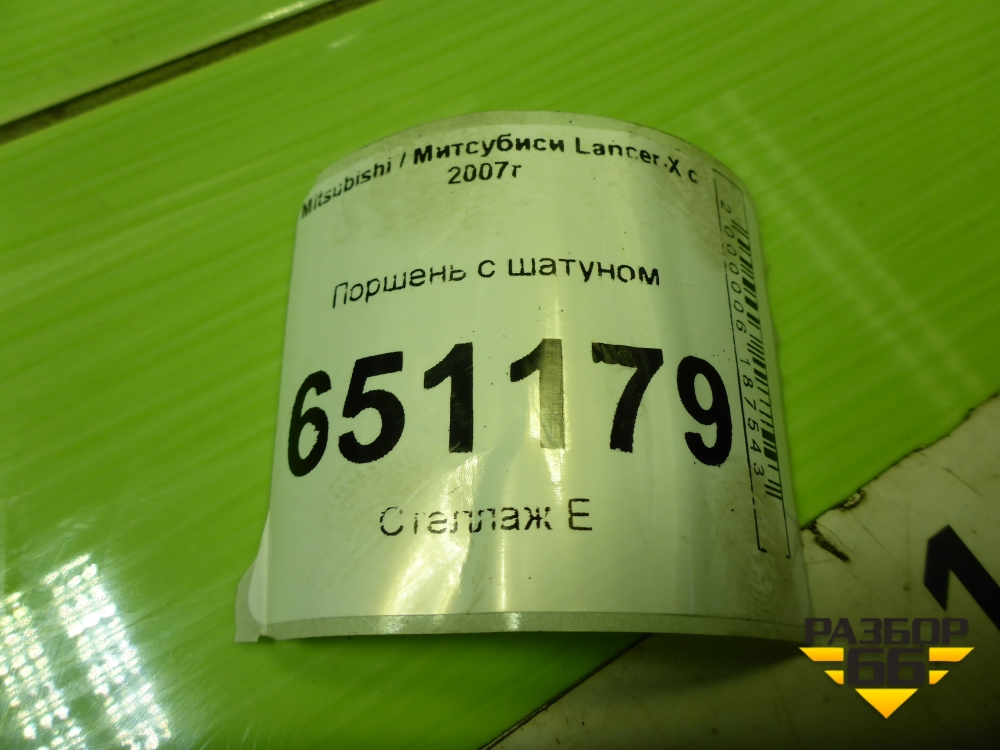 Mitsubishi / Митсубиси Lancer-X с
2007г
Поршень с шатуном
651179
Стеллаж Е
2000006187543
РАЗБОР
66